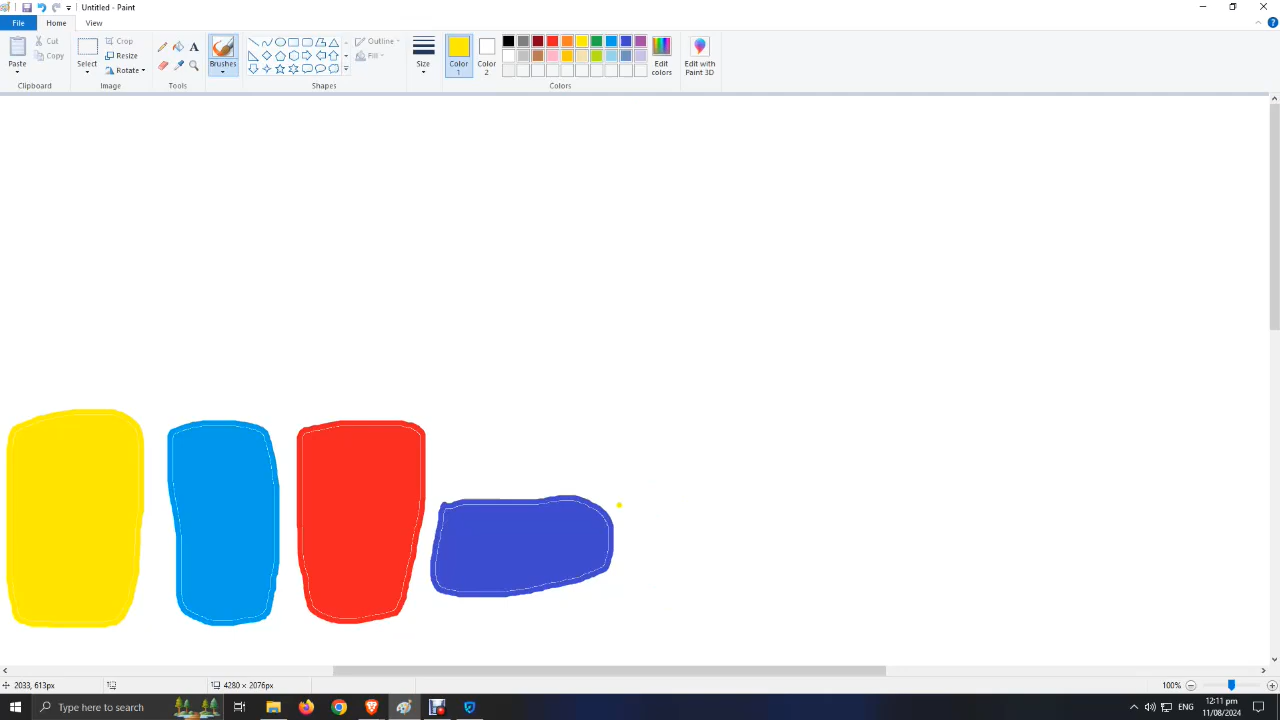 Untitled - Paint
File Home View
Paste
Cut
Copy
Clipboard
Select
Crop
Resize
Rotate
Image
A
Tools
Brushes
Outline
Fill
Shapes
Size
Color 1
Color 2
Colors
Edit colors
Edit with Paint 3D
2033, 613px
4280 × 2076px
100%
Type here to search
ENG
12:11 pm
11/08/2024